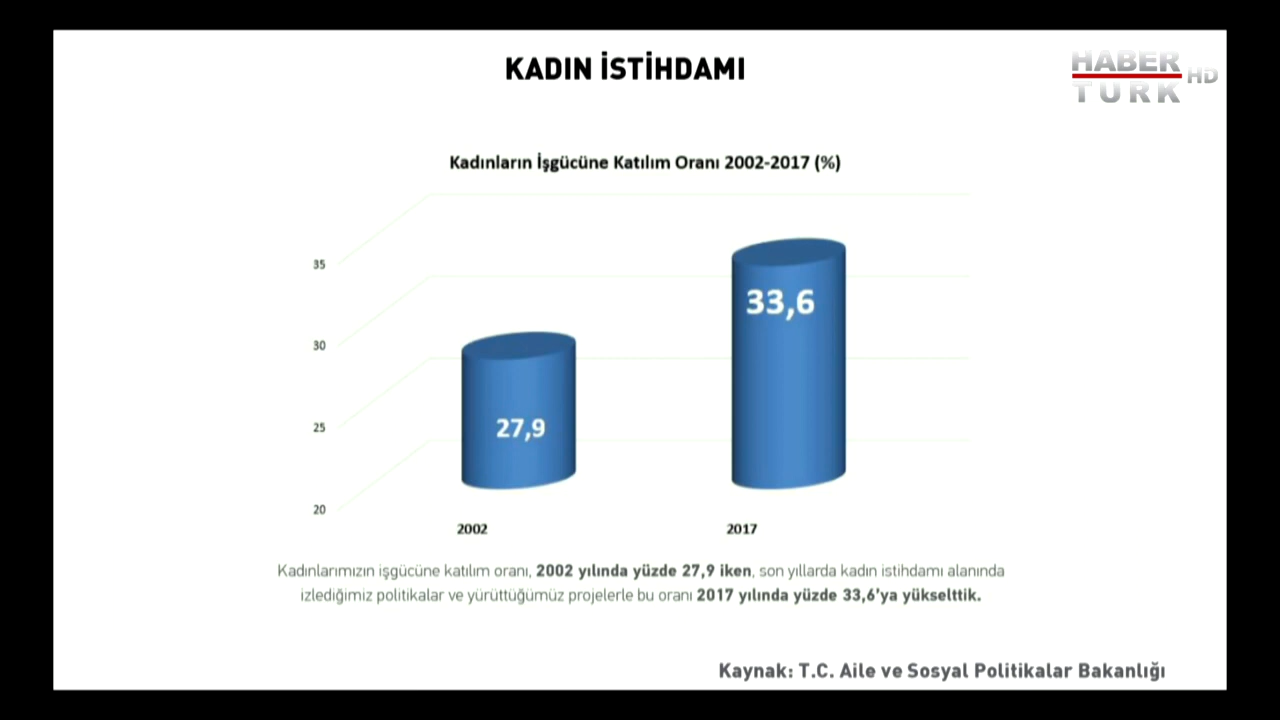 KADIN İSTİHDAMI
HABER
TURK HD
Kadınların İşgücüne Katılım Oranı 2002-2017 (%)
35
30
25
20
27,9
33,6
2002
2017
Kadınlarımızın işgücüne katılım oranı, 2002 yılında yüzde 27,9 iken, son yıllarda kadın istihdamı alanında
izlediğimiz politikalar ve yürüttüğümüz projelerle bu oranı 2017 yılında yüzde 33,6'ya yükselttik.
Kaynak: T.C. Aile ve Sosyal Politikalar Bakanlığı